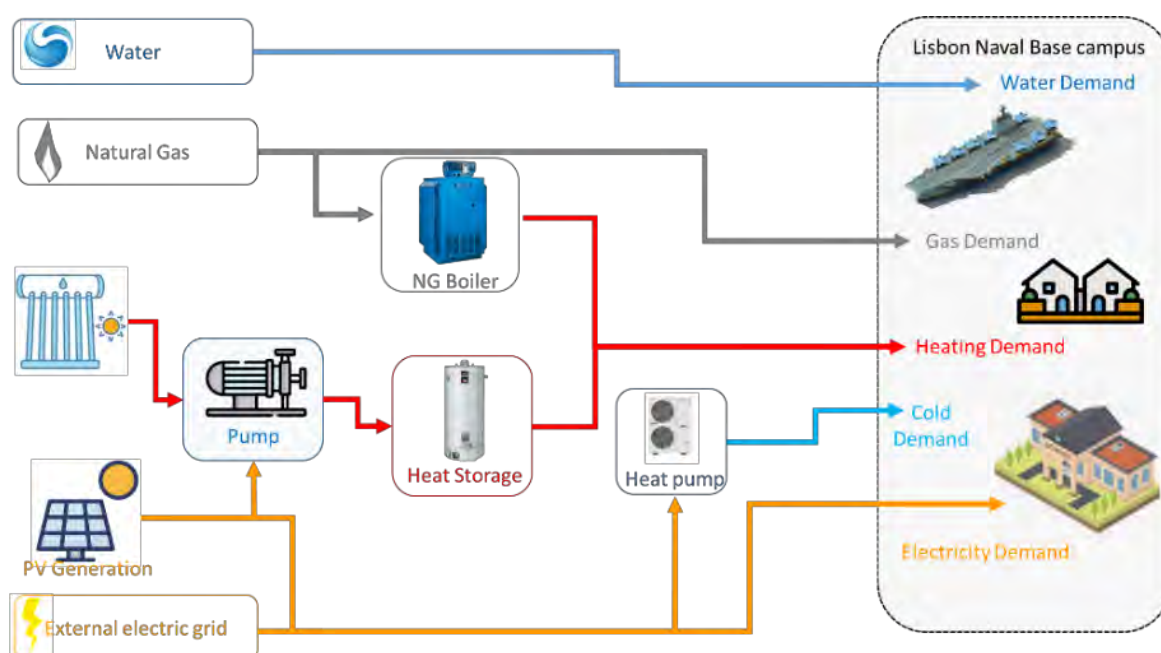 Water
Lisbon Naval Base campus
Water Demand
Natural Gas
NG Boiler
Gas Demand
Heating Demand
Pump
Heat Storage
Heat pump
Cold
Demand
PV Generation
Electricity Demand
External electric grid